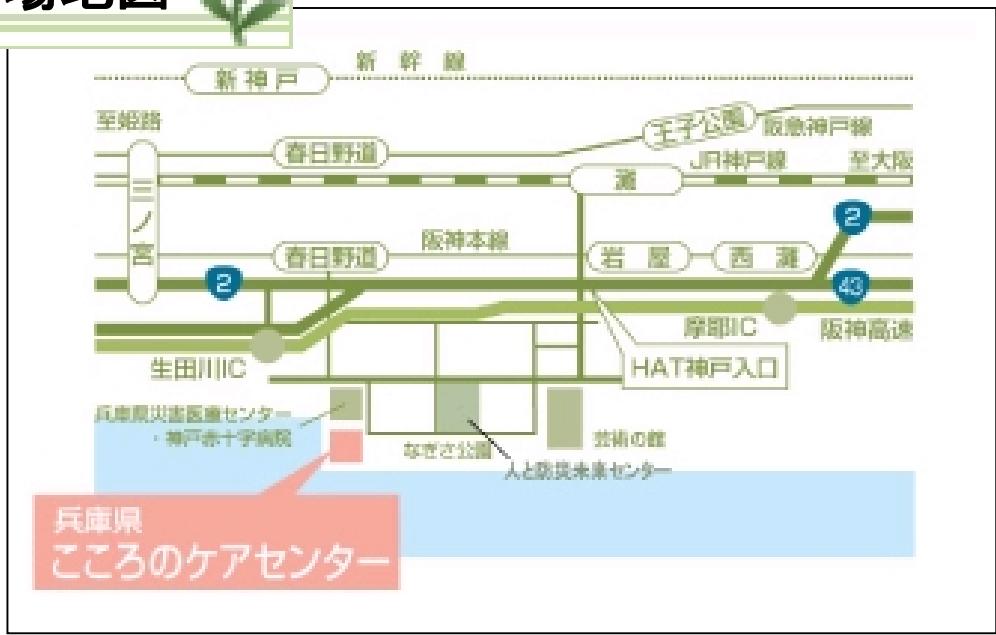 場地図
新幹線
新神戸
至姫路
王子公園
阪急神戸線
春日野道
JR神戸線
至大阪
灘
三ノ宮
2
阪神本線
春日野道
岩屋
西灘
2
43
摩耶IC
阪神高速
生田川IC
HAT神戸入口
兵庫県災害医療センター
・神戸赤十字病院
なぎさ公園
芸術の館
人と防災未来センター
兵庫県
こころのケアセンター